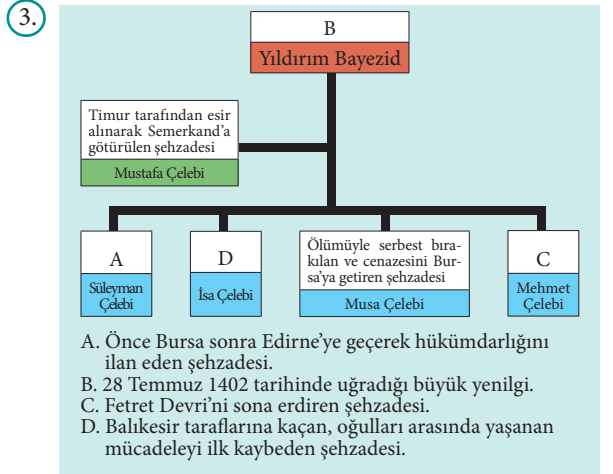 3.
B
Yıldırım Bayezid
Timur tarafından esir
alınarak Semerkand’a
götürülen şehzadesi
Mustafa Çelebi
A
Süleyman
Çelebi
D
İsa Çelebi
Ölümüyle serbest bıra-
kılan ve cenazesini Bur-
sa’ya getiren şehzadesi
Musa Çelebi
C
Mehmet
Çelebi
A. Önce Bursa sonra Edirne’ye geçerek hükümdarlığını
ilan eden şehzadesi.
B. 28 Temmuz 1402 tarihinde uğradığı büyük yenilgi.
C. Fetret Devri’ni sona erdiren şehzadesi.
D. Balıkesir taraflarına kaçan, oğulları arasında yaşanan
mücadeleyi ilk kaybeden şehzadesi.